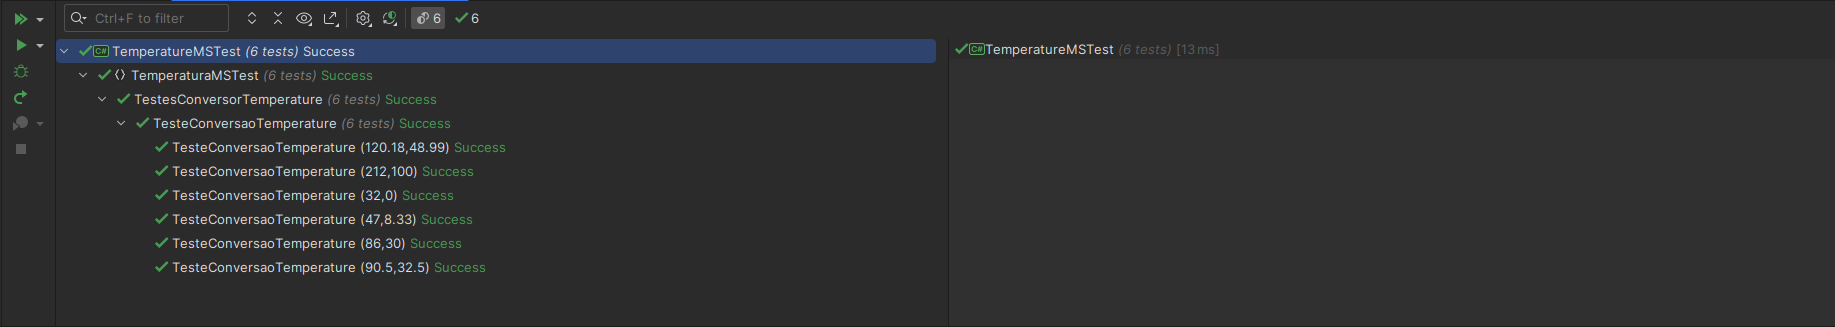 Ctrl+F to filter 6 6
TemperatureMSTest (6 tests) Success
TemperaturaMSTest (6 tests) Success
TestesConversorTemperature (6 tests) Success
TesteConversaoTemperature (6 tests) Success
TesteConversaoTemperature (120.18,48.99) Success
TesteConversaoTemperature (212,100) Success
TesteConversaoTemperature (32,0) Success
TesteConversaoTemperature (47,8.33) Success
TesteConversaoTemperature (86,30) Success
TesteConversaoTemperature (90.5,32.5) Success
C# TemperatureMSTest (6 tests) [13 ms]